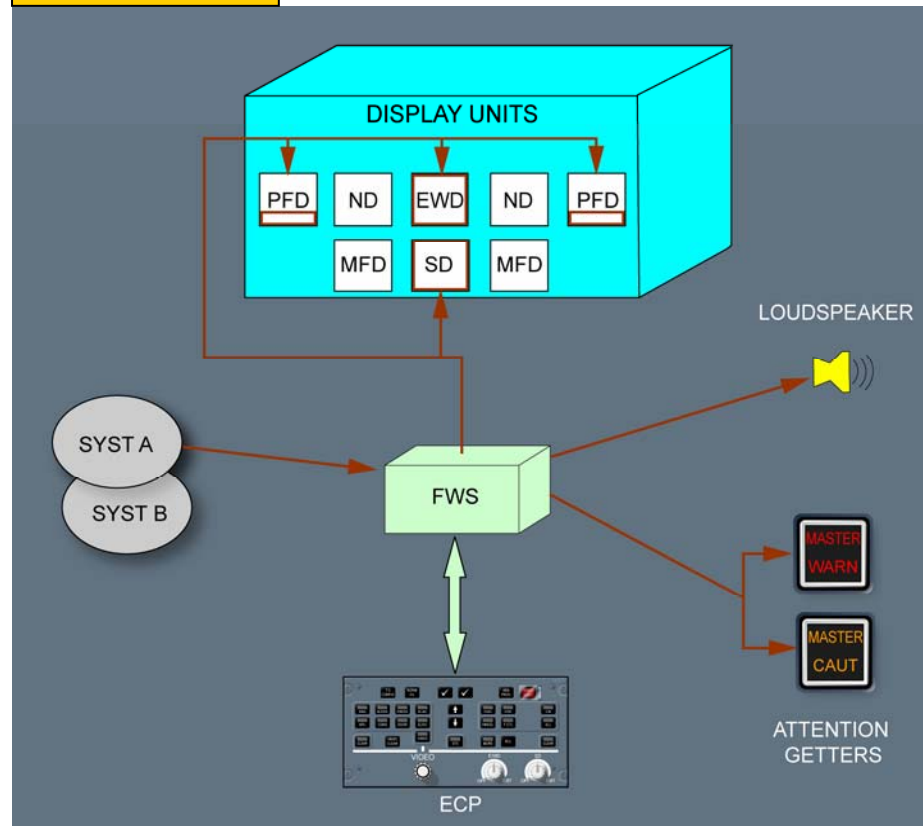 DISPLAY UNITS
PFD ND EWD ND PFD
MFD SD MFD
LOUDSPEAKER
SYST A
SYST B
FWS
MASTER
WARN
MASTER
CAUT
ATTENTION
GETTERS
VIDEO
ECP